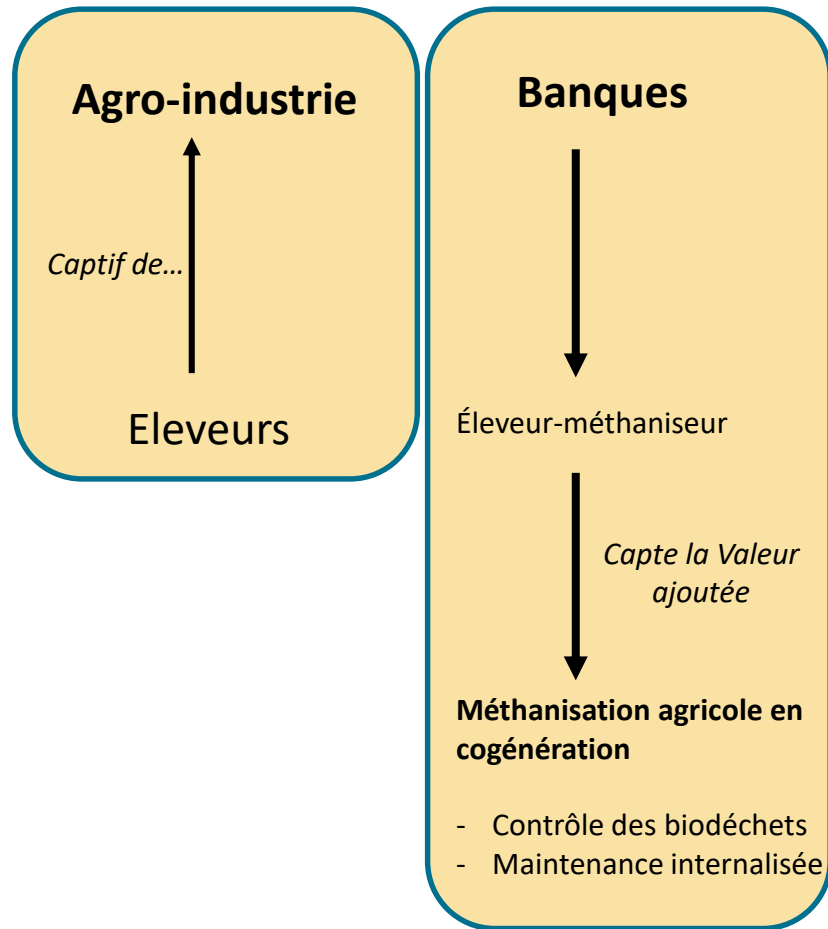 Agro-industrie
Captif de...
Eleveurs
Banques
Éleveur-méthaniseur
Capte la Valeur
ajoutée
Méthanisation agricole en
cogénération
- Contrôle des biodéchets
- Maintenance internalisée